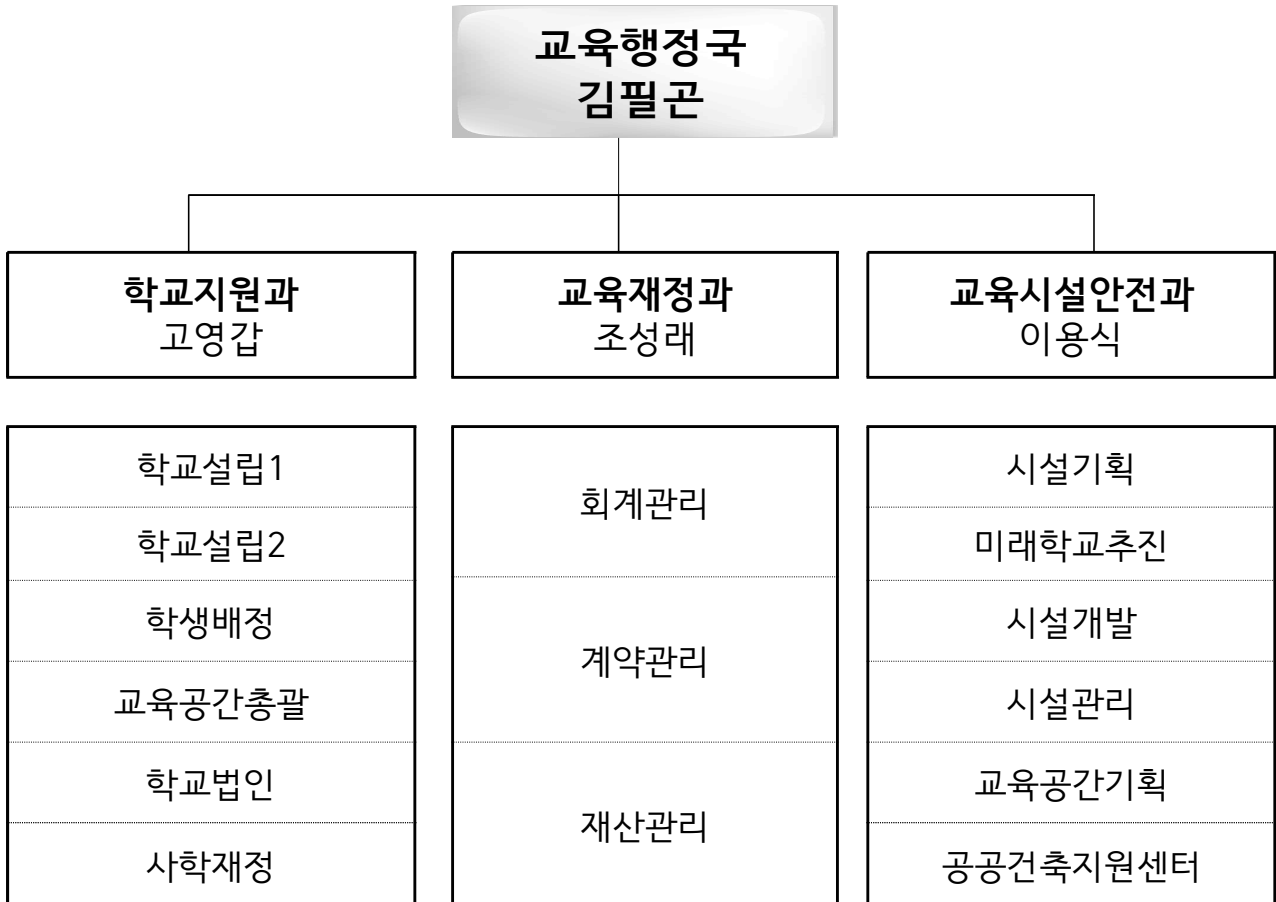 교육행정국
김필곤
학교지원과
고영갑
교육재정과
조성래
교육시설안전과
이용식
학교설립1
학교설립2
학생배정
교육공간총괄
학교법인
사학재정
회계관리
계약관리
재산관리
시설기획
미래학교추진
시설개발
시설관리
교육공간기획
공공건축지원센터